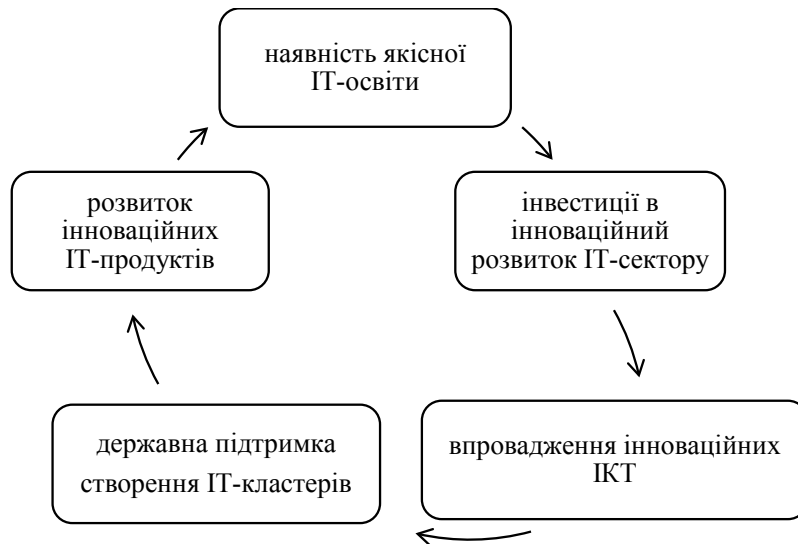 наявність якісної
ІТ-освіти
інвестиції в
інноваційний
розвиток ІТ-сектору
впровадження інноваційних
ІКТ
державна підтримка
створення ІТ-кластерів
розвиток
інноваційних
ІТ-продуктів